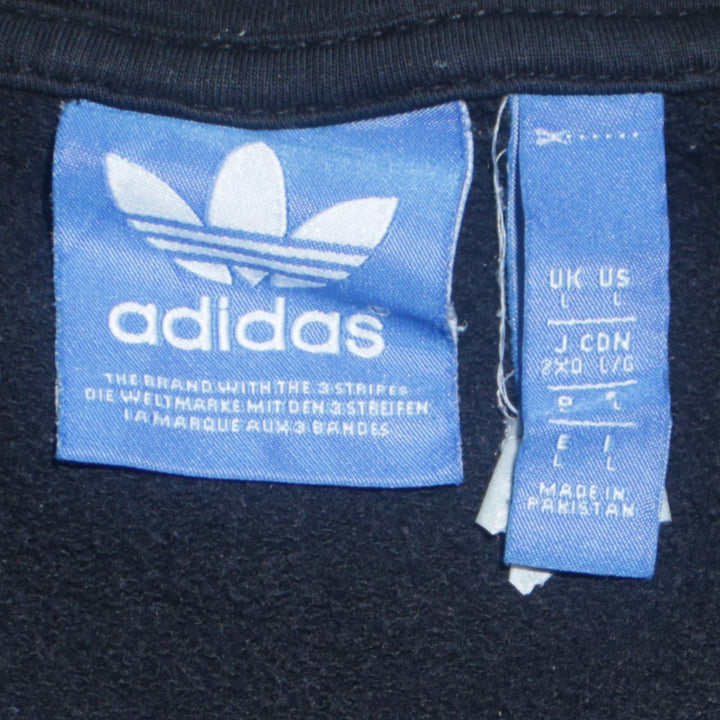 adidas
THE BRAND WITH THE 3 STRIPES
DIE WELTMARKE MIT DEN 3 STREIFEN
LA MARQUE AUX 3 BANDES
UK US
L L
J CDN
2XO L/G
D F
L
E I
L L
MADE IN
PAKISTAN